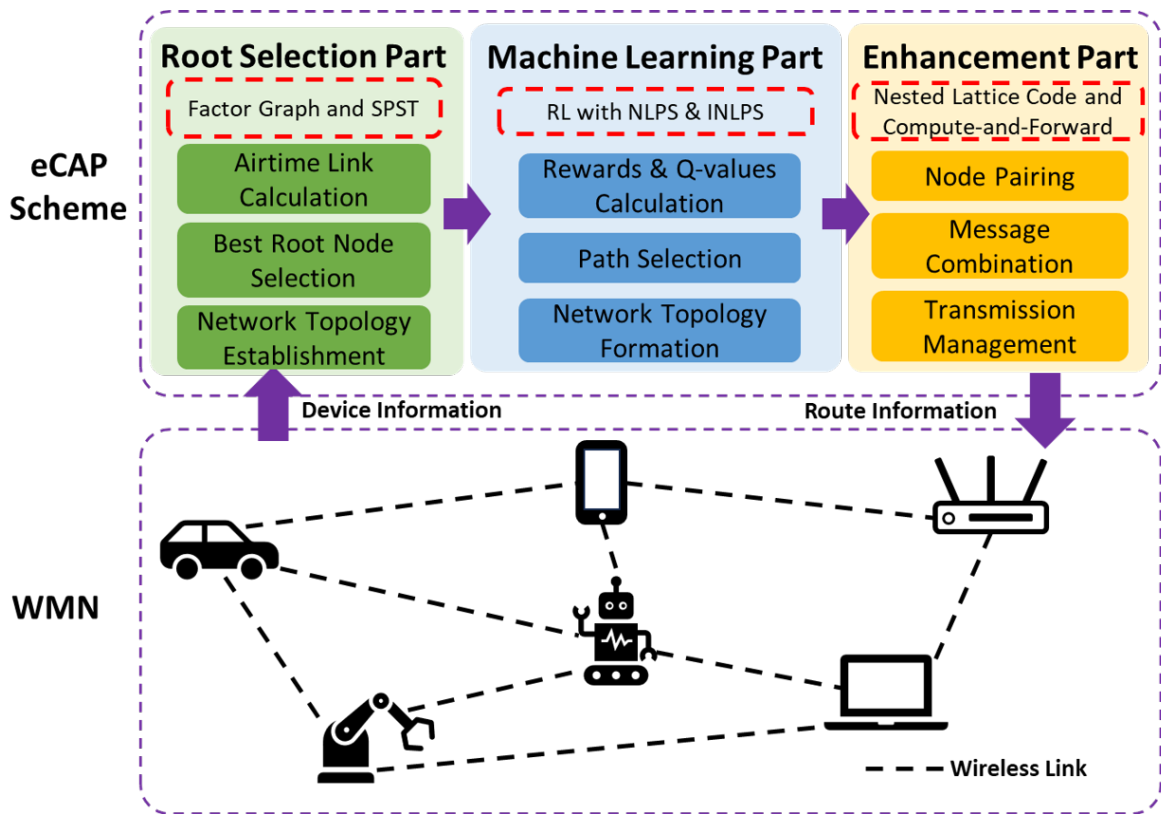 Root Selection Part
Factor Graph and SPST
Airtime Link
Calculation
Best Root Node
Selection
Network Topology
Establishment
Machine Learning Part
RL with NLPS & INLPS
Rewards & Q-values
Calculation
Path Selection
Network Topology
Formation
Enhancement Part
Nested Lattice Code and
Compute-and-Forward
Node Pairing
Message
Combination
Transmission
Management
eCAP
Scheme
Device Information
Route Information
WMN
Wireless Link